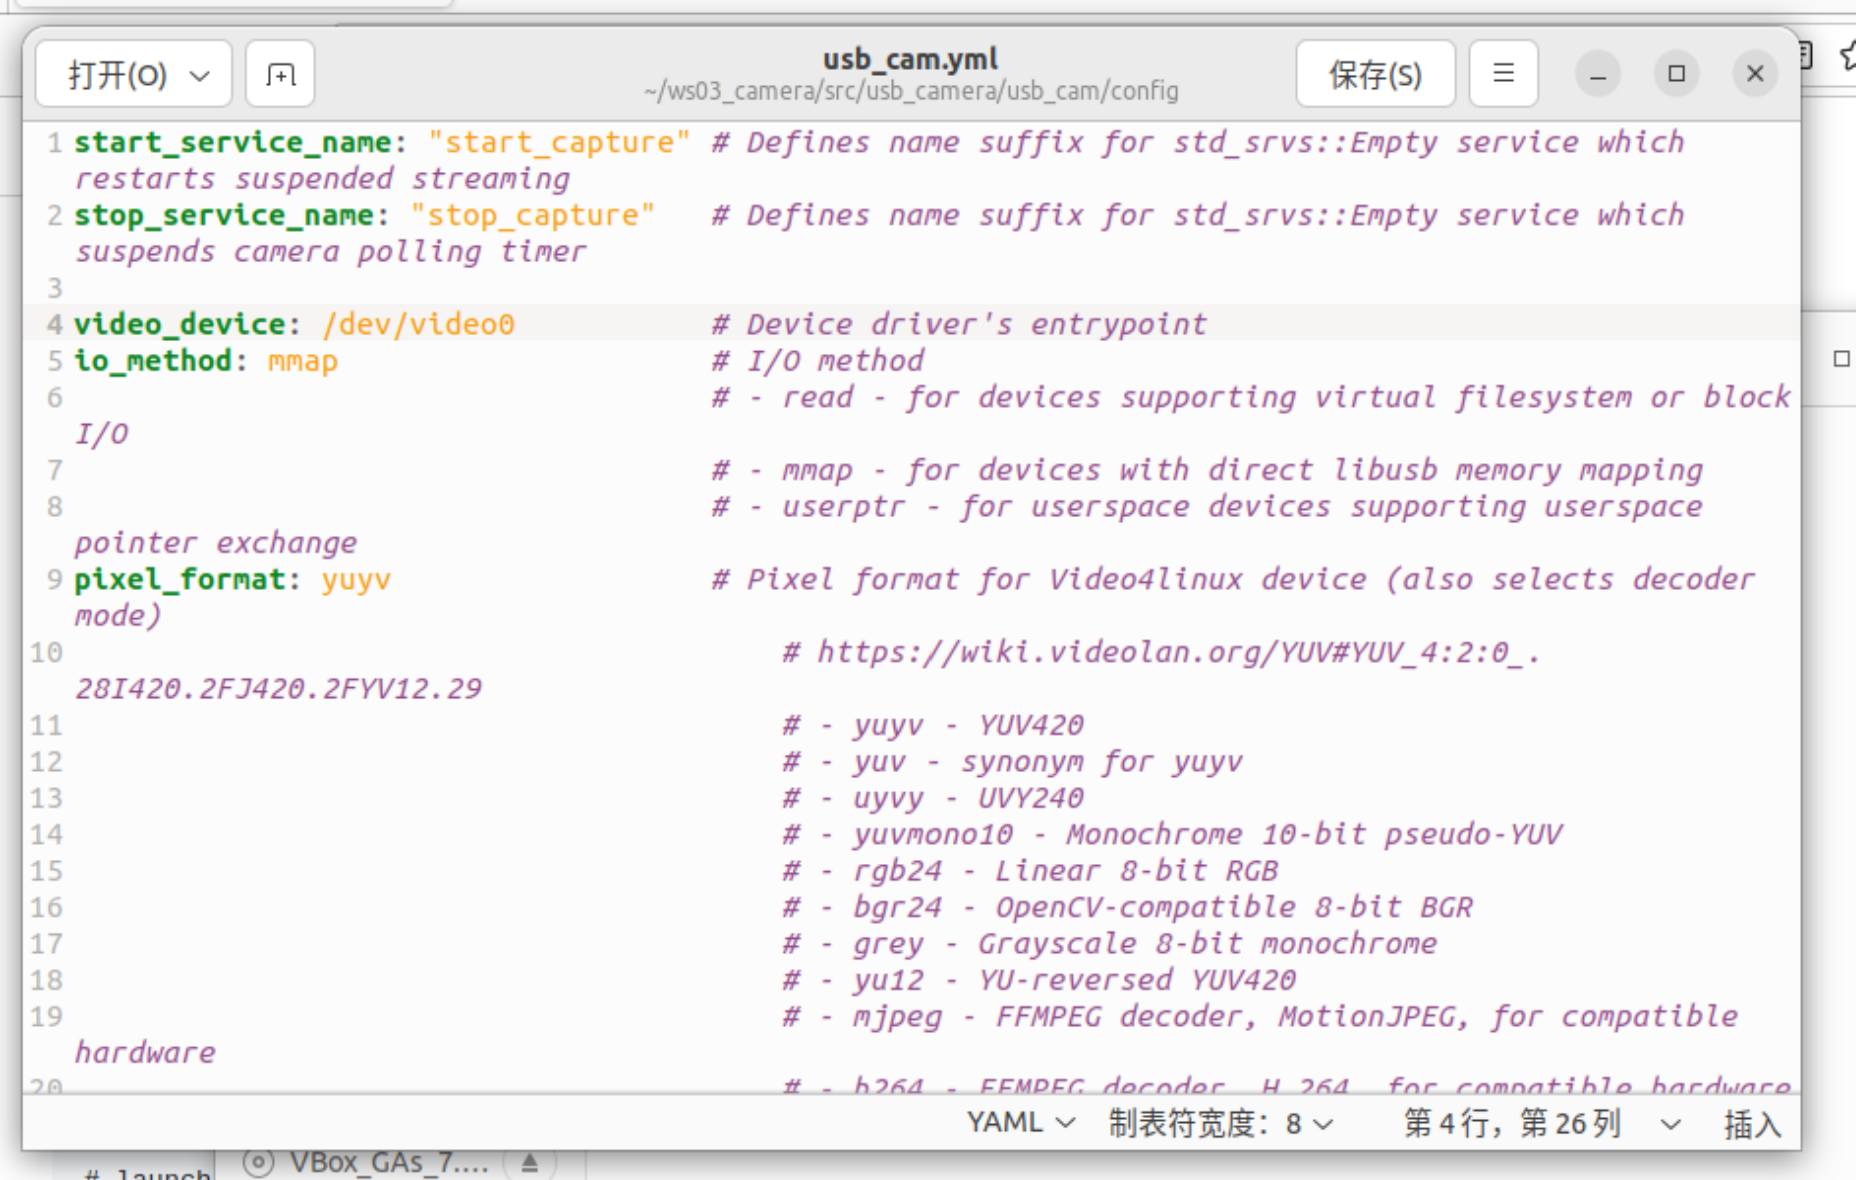 打开(O)
usb_cam.yml
~/ws03_camera/src/usb_camera/usb_cam/config
保存(S)
1 start_service_name: "start_capture" # Defines name suffix for std_srvs::Empty service which
restarts suspended streaming
2 stop_service_name: "stop_capture" # Defines name suffix for std_srvs::Empty service which
suspends camera polling timer
3
4 video_device: /dev/video0 # Device driver's entrypoint
5 io_method: mmap # I/O method
6 # - read - for devices supporting virtual filesystem or block
I/O
7 # - mmap - for devices with direct libusb memory mapping
8 # - userptr - for userspace devices supporting userspace
pointer exchange
9 pixel_format: yuyv # Pixel format for Video4linux device (also selects decoder
mode)
10 # https://wiki.videolan.org/YUV#YUV_4:2:0_.
28I420.2FJ420.2FYV12.29
11 # - yuyv - YUV420
12 # - yuv - synonym for yuyv
13 # - uyvy - UVY240
14 # - yuvmono10 - Monochrome 10-bit pseudo-YUV
15 # - rgb24 - Linear 8-bit RGB
16 # - bgr24 - OpenCV-compatible 8-bit BGR
17 # - grey - Grayscale 8-bit monochrome
18 # - yu12 - YU-reversed YUV420
19 # - mjpeg - FFMPEG decoder, MotionJPEG, for compatible
hardware
20 # - h264 - FFMPEG decoder, H.264, for compatible hardware
YAML 制表符宽度：8 第 4 行，第 26 列 插入
# launch VBox_GAs_7....